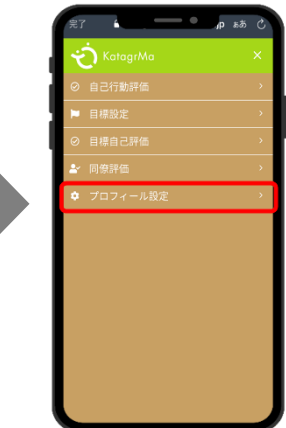 完了
jp ぁあ
KatagrMa
自己行動評価
目標設定
目標自己評価
同僚評価
プロフィール設定